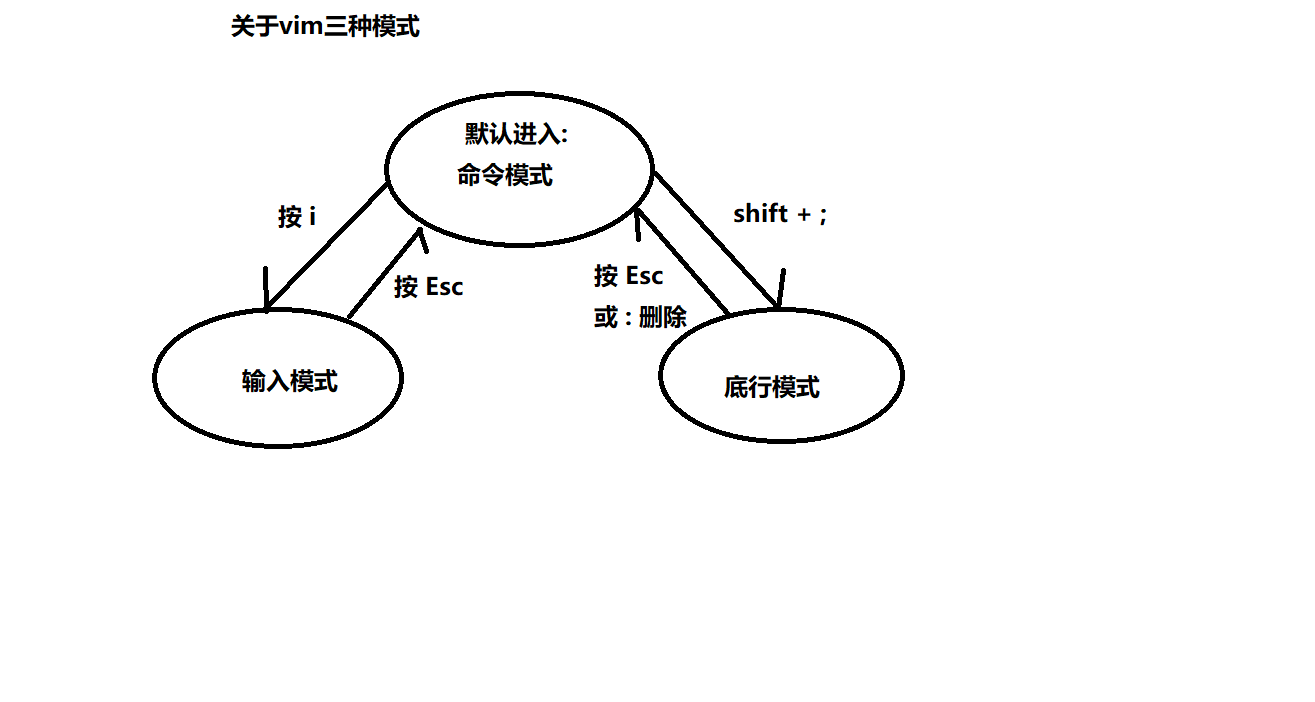 关于vim三种模式
默认进入:
命令模式
按 i
shift + ;
按 Esc
按 Esc
或 : 删除
输入模式
底行模式